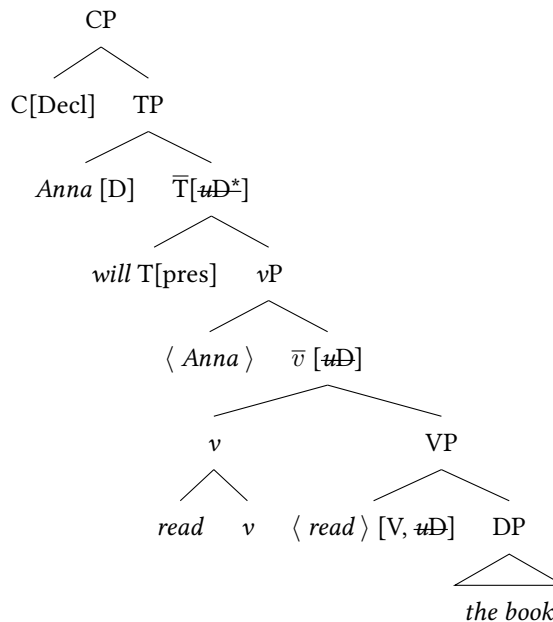 CP
C[Decl] TP
Anna [D] T̅[uD*]
will T[pres] vP
⟨ Anna ⟩ v̅ [uD]
v VP
read v ⟨ read ⟩ [V, uD] DP
the book